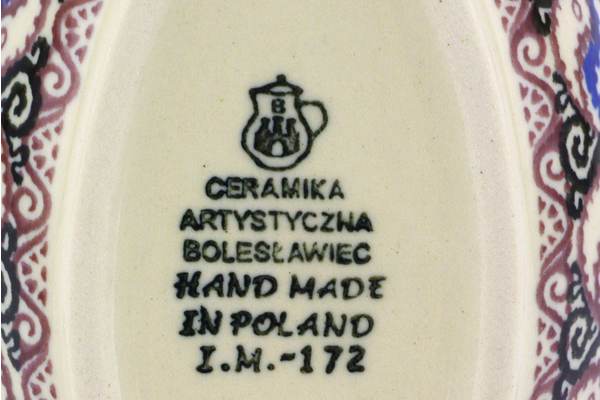 B
CERAMIKA
ARTYSTYCZNA
BOLESŁAWIEC
HAND MADE
IN POLAND
I.M.-172